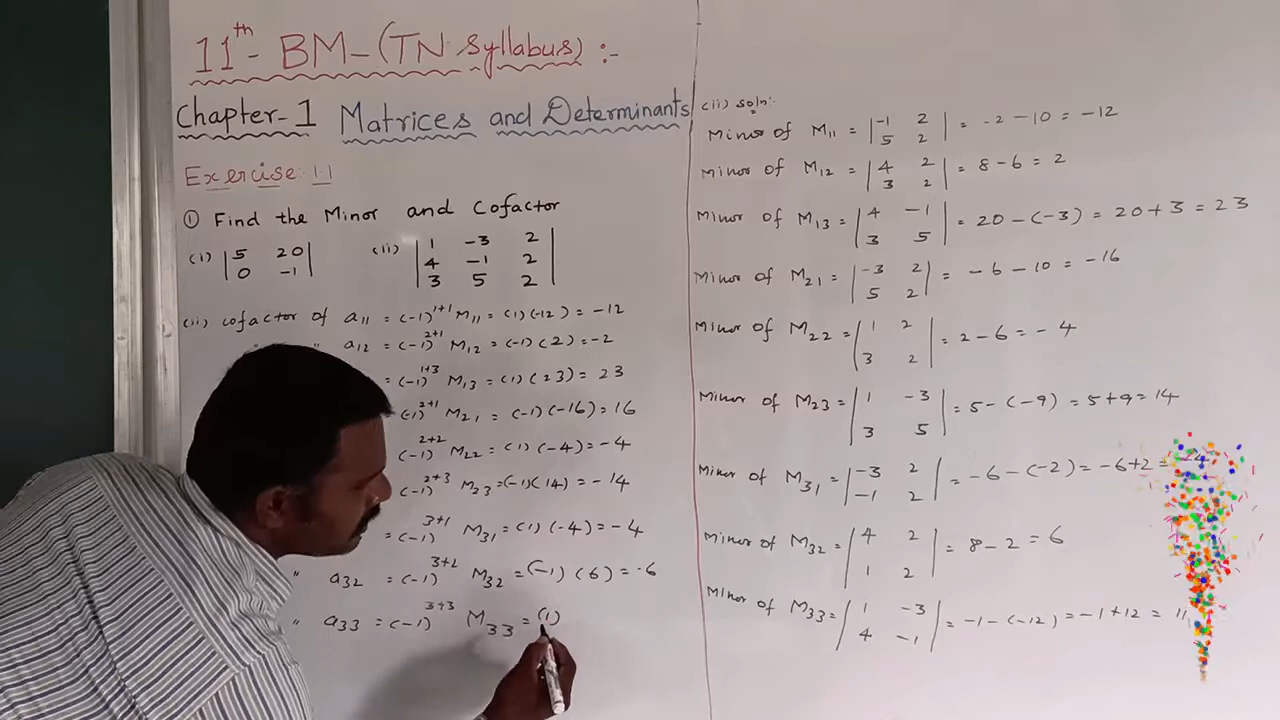 11th - BM - (TN Syllabus) :-
Chapter-1 Matrices and Determinants
Exercise: 1.1
① Find the Minor and Cofactor
(i) | 5 20 | (ii) | 1 -3 2 |
| 0 -1 | | 4 -1 2 |
| 3 5 2 |
(ii) cofactor of a11 = (-1)^1+1 M11 = (1)(-12) = -12
" " a12 = (-1)^2+1 M12 = (-1)(2) = -2
= (-1)^1+3 M13 = (1)(23) = 23
(-1)^2+1 M21 = (-1)(-16) = 16
(-1)^2+2 M22 = (1)(-4) = -4
(-1)^2+3 M23 = (-1)(14) = -14
= (-1)^3+1 M31 = (1)(-4) = -4
" a32 = (-1)^3+2 M32 = (-1)(6) = -6
" a33 = (-1)^3+3 M33 = (1)
(ii) soln:
Minor of M11 = | -1 2 | = -2 - 10 = -12
| 5 2 |
Minor of M12 = | 4 2 | = 8 - 6 = 2
| 3 2 |
Minor of M13 = | 4 -1 | = 20 - (-3) = 20 + 3 = 23
| 3 5 |
Minor of M21 = | -3 2 | = -6 - 10 = -16
| 5 2 |
Minor of M22 = | 1 2 | = 2 - 6 = -4
| 3 2 |
Minor of M23 = | 1 -3 | = 5 - (-9) = 5 + 9 = 14
| 3 5 |
Minor of M31 = | -3 2 | = -6 - (-2) = -6 + 2 = -4
| -1 2 |
Minor of M32 = | 4 2 | = 8 - 2 = 6
| 1 2 |
Minor of M33 = | 1 -3 | = -1 - (-12) = -1 + 12 = 11
| 4 -1 |